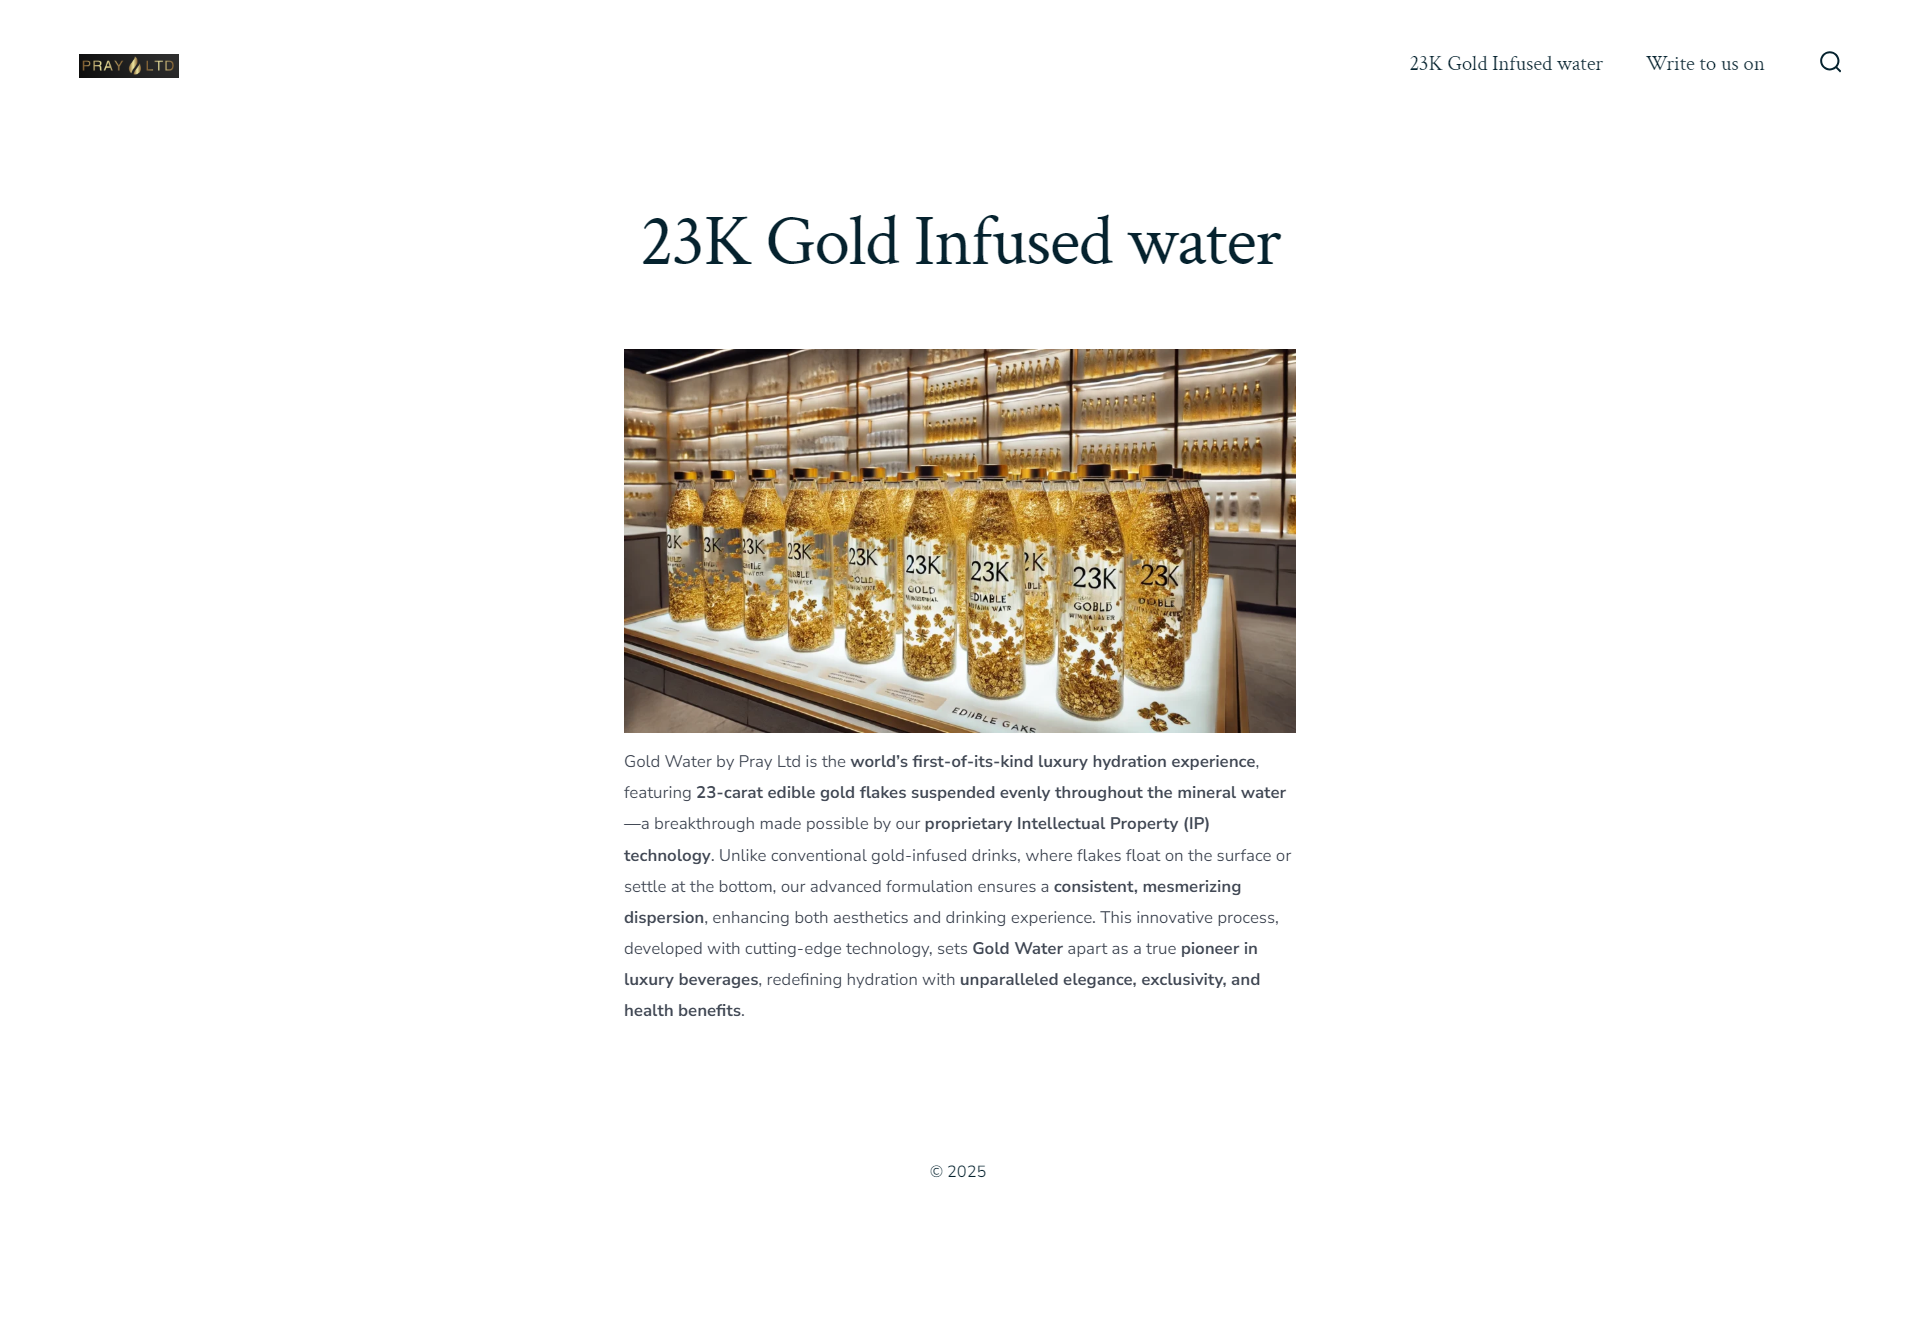 PRAY LTD
23K Gold Infused water
Write to us on
23K Gold Infused water
23K
23K
23K
23K
23K
23K
GOLD
23K
EDIABLE
23K
GOBLD
23K
EDIIBLE GAKE
Gold Water by Pray Ltd is the world’s first-of-its-kind luxury hydration experience,
featuring 23-carat edible gold flakes suspended evenly throughout the mineral water
—a breakthrough made possible by our proprietary Intellectual Property (IP)
technology. Unlike conventional gold-infused drinks, where flakes float on the surface or
settle at the bottom, our advanced formulation ensures a consistent, mesmerizing
dispersion, enhancing both aesthetics and drinking experience. This innovative process,
developed with cutting-edge technology, sets Gold Water apart as a true pioneer in
luxury beverages, redefining hydration with unparalleled elegance, exclusivity, and
health benefits.
© 2025